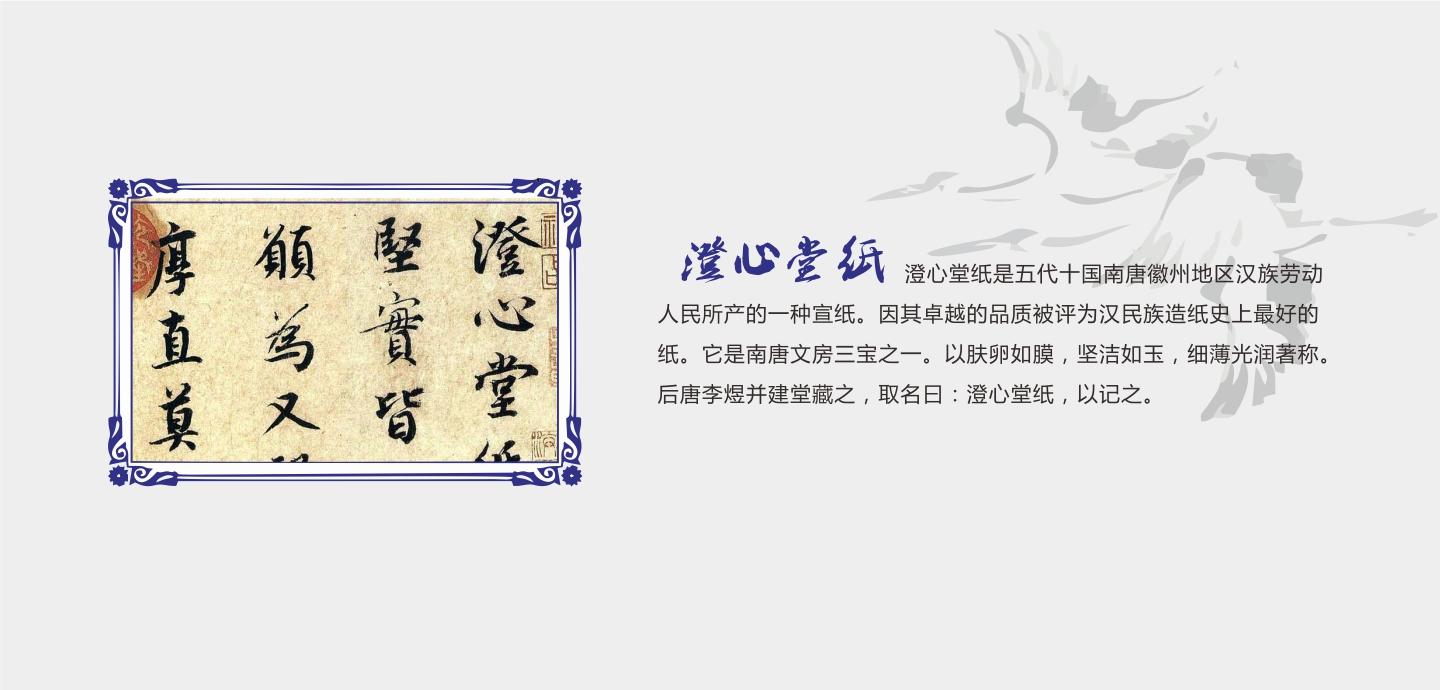 澄心堂纸
堅實皆
願為又
厚直莫
澄心堂纸 澄心堂纸是五代十国南唐徽州地区汉族劳动
人民所产的一种宣纸。因其卓越的品质被评为汉民族造纸史上最好的
纸。它是南唐文房三宝之一。以肤卵如膜，坚洁如玉，细薄光润著称。
后唐李煜并建堂藏之，取名曰：澄心堂纸，以记之。